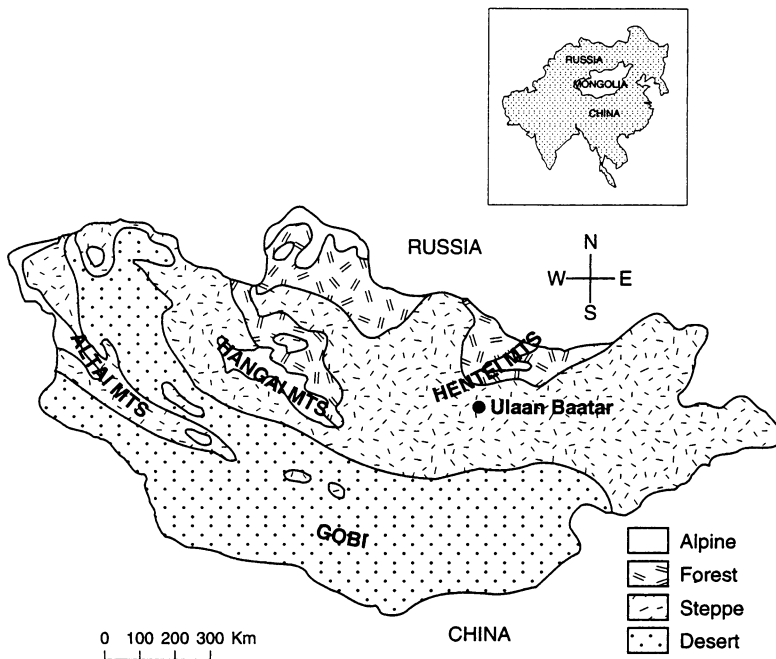 RUSSIA
MONGOLIA
CHINA
RUSSIA
N
W E
S
ALTAI MTS
HANGAI MTS
HENTEI MTS
Ulaan Baatar
GOBI
Alpine
Forest
Steppe
Desert
CHINA
0 100 200 300 Km